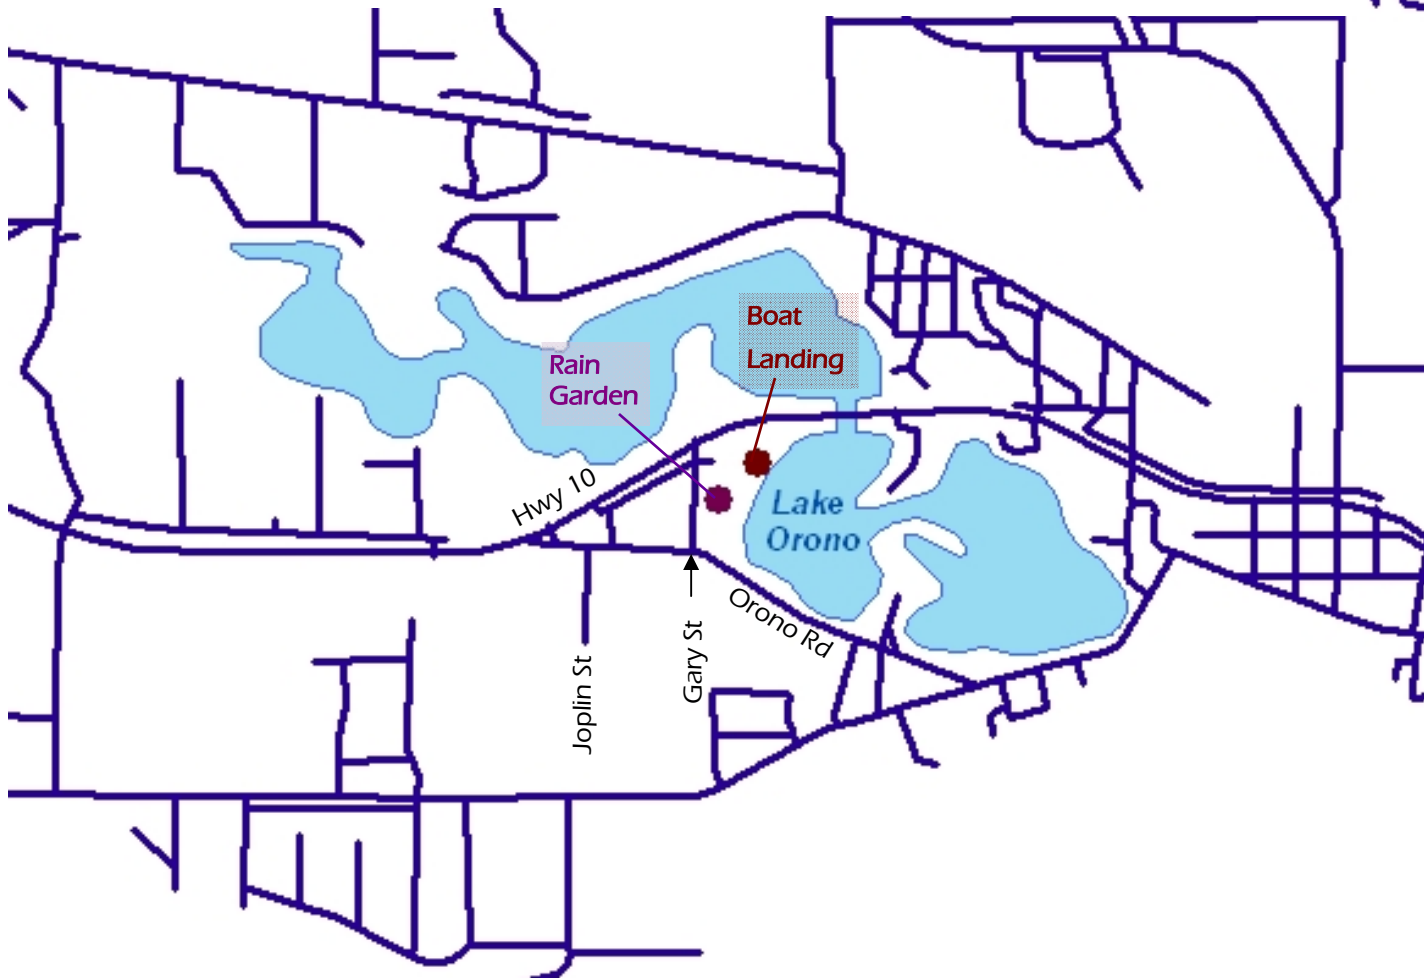 Boat
Landing
Rain
Garden
Hwy 10
Lake
Orono
Orono Rd
Gary St
Joplin St